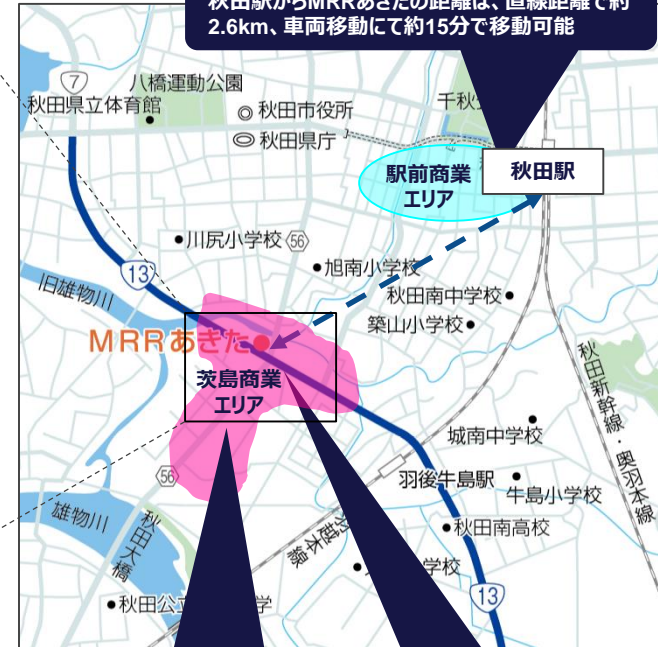 秋田駅からMRRあきたの距離は、直線距離で約
2.6km、車両移動にて約15分で移動可能
7
八橋運動公園
秋田県立体育館
秋田市役所
千秋
秋田県庁
駅前商業
エリア
秋田駅
川尻小学校
56
13
旭南小学校
旧雄物川
秋田南中学校
築山小学校
MRRあきた
茨島商業
エリア
秋田新幹線・奥羽本線
城南中学校
56
羽後牛島駅
牛島小学校
雄物川
秋田大橋
越本線
秋田南高校
学校
13
秋田公
学